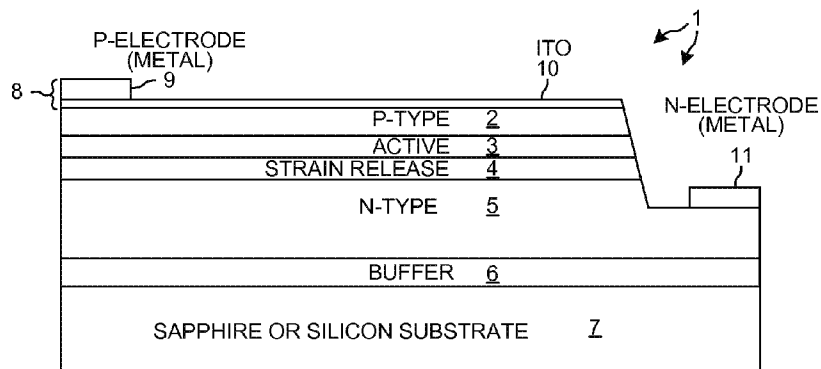 1
P-ELECTRODE
(METAL)
ITO
8
9
10
N-ELECTRODE
(METAL)
P-TYPE 2
ACTIVE 3
11
STRAIN RELEASE 4
N-TYPE 5
BUFFER 6
SAPPHIRE OR SILICON SUBSTRATE 7